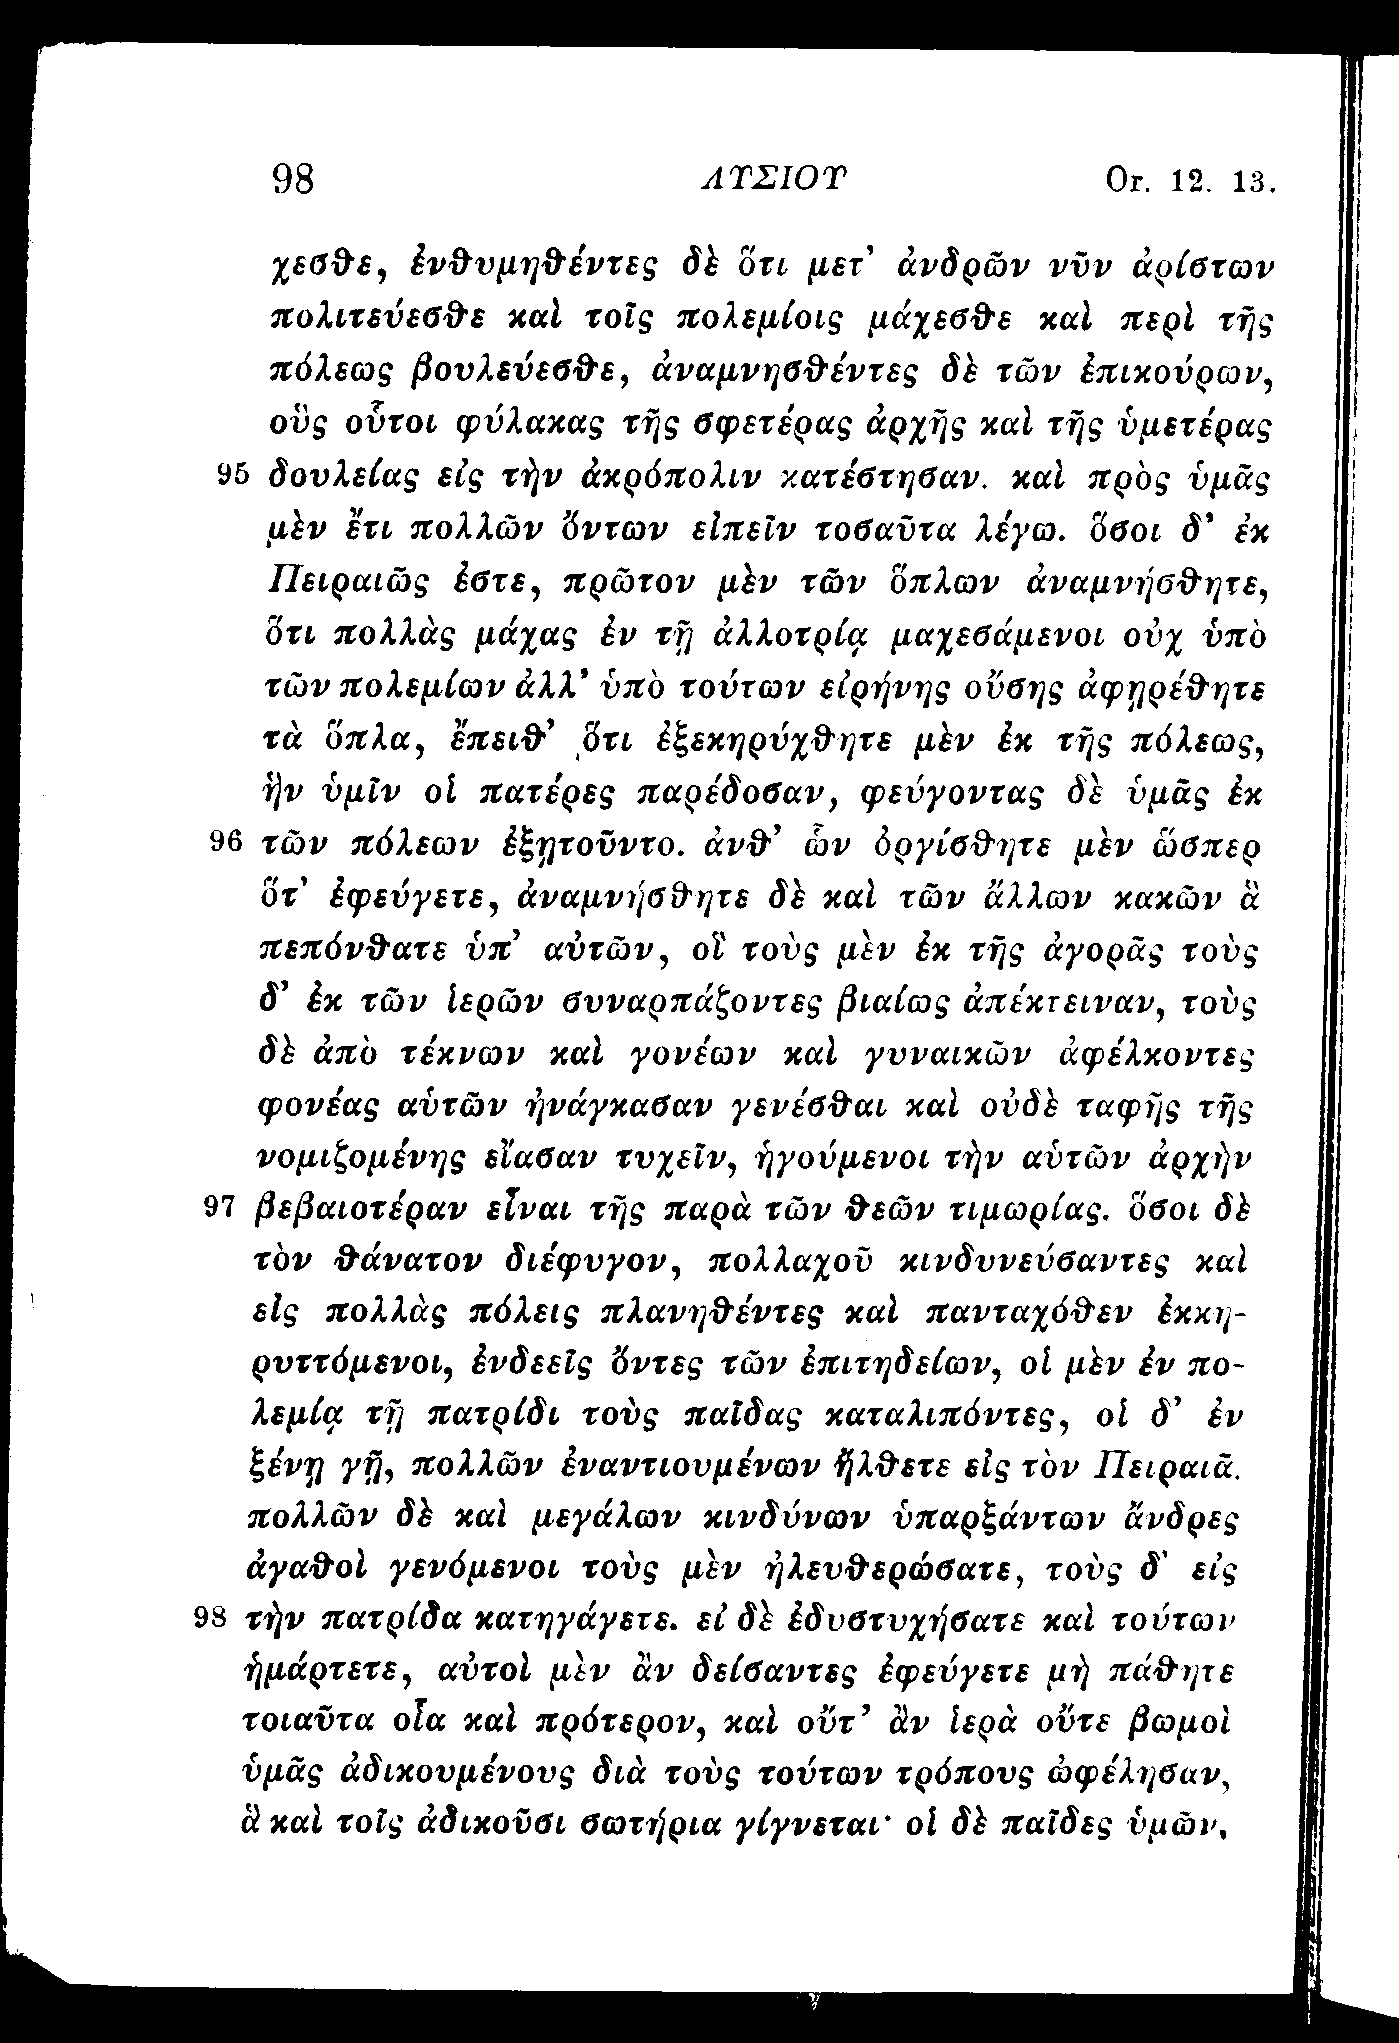 98 ΛΥΣΙΟΥ Or. 12. 13.
χεσθε, ἐνθυμηθέντες δὲ ὅτι μετ’ ἀνδρῶν νῦν ἀρίστων
πολιτεύεσθε καὶ τοῖς πολεμίοις μάχεσθε καὶ περὶ τῆς
πόλεως βουλεύεσθε, ἀναμνησθέντες δὲ τῶν ἐπικούρων,
οὓς οὗτοι φύλακας τῆς σφετέρας ἀρχῆς καὶ τῆς ὑμετέρας
95 δουλείας εἰς τὴν ἀκρόπολιν κατέστησαν. καὶ πρὸς ὑμᾶς
μὲν ἔτι πολλῶν ὄντων εἰπεῖν τοσαῦτα λέγω. ὅσοι δ’ ἐκ
Πειραιῶς ἐστε, πρῶτον μὲν τῶν ὅπλων ἀναμνήσθητε,
ὅτι πολλὰς μάχας ἐν τῇ ἀλλοτρίᾳ μαχεσάμενοι οὐχ ὑπὸ
τῶν πολεμίων ἀλλ’ ὑπὸ τούτων εἰρήνης οὔσης ἀφῃρέθητε
τὰ ὅπλα, ἔπειθ’ ὅτι ἐξεκηρύχθητε μὲν ἐκ τῆς πόλεως,
ἣν ὑμῖν οἱ πατέρες παρέδοσαν, φεύγοντας δὲ ὑμᾶς ἐκ
96 τῶν πόλεων ἐξῃτοῦντο. ἀνθ’ ὧν ὀργίσθητε μὲν ὥσπερ
ὅτ’ ἐφεύγετε, ἀναμνήσθητε δὲ καὶ τῶν ἄλλων κακῶν ἃ
πεπόνθατε ὑπ’ αὐτῶν, οἳ τοὺς μὲν ἐκ τῆς ἀγορᾶς τοὺς
δ’ ἐκ τῶν ἱερῶν συναρπάζοντες βιαίως ἀπέκτειναν, τοὺς
δὲ ἀπὸ τέκνων καὶ γονέων καὶ γυναικῶν ἀφέλκοντες
φονέας αὑτῶν ἠνάγκασαν γενέσθαι καὶ οὐδὲ ταφῆς τῆς
νομιζομένης εἴασαν τυχεῖν, ἡγούμενοι τὴν αὑτῶν ἀρχὴν
97 βεβαιοτέραν εἶναι τῆς παρὰ τῶν θεῶν τιμωρίας. ὅσοι δὲ
τὸν θάνατον διέφυγον, πολλαχοῦ κινδυνεύσαντες καὶ
εἰς πολλὰς πόλεις πλανηθέντες καὶ πανταχόθεν ἐκκη-
ρυττόμενοι, ἐνδεεῖς ὄντες τῶν ἐπιτηδείων, οἱ μὲν ἐν πο-
λεμίᾳ τῇ πατρίδι τοὺς παῖδας καταλιπόντες, οἱ δ’ ἐν
ξένῃ γῇ, πολλῶν ἐναντιουμένων ἤλθετε εἰς τὸν Πειραιᾶ.
πολλῶν δὲ καὶ μεγάλων κινδύνων ὑπαρξάντων ἄνδρες
ἀγαθοὶ γενόμενοι τοὺς μὲν ἠλευθερώσατε, τοὺς δ’ εἰς
98 τὴν πατρίδα κατηγάγετε. εἰ δὲ ἐδυστυχήσατε καὶ τούτων
ἡμάρτετε, αὐτοὶ μὲν ἂν δείσαντες ἐφεύγετε μὴ πάθητε
τοιαῦτα οἷα καὶ πρότερον, καὶ οὔτ’ ἂν ἱερὰ οὔτε βωμοὶ
ὑμᾶς ἀδικουμένους διὰ τοὺς τούτων τρόπους ὠφέλησαν,
ἃ καὶ τοῖς ἀδικοῦσι σωτήρια γίγνεται· οἱ δὲ παῖδες ὑμῶν,